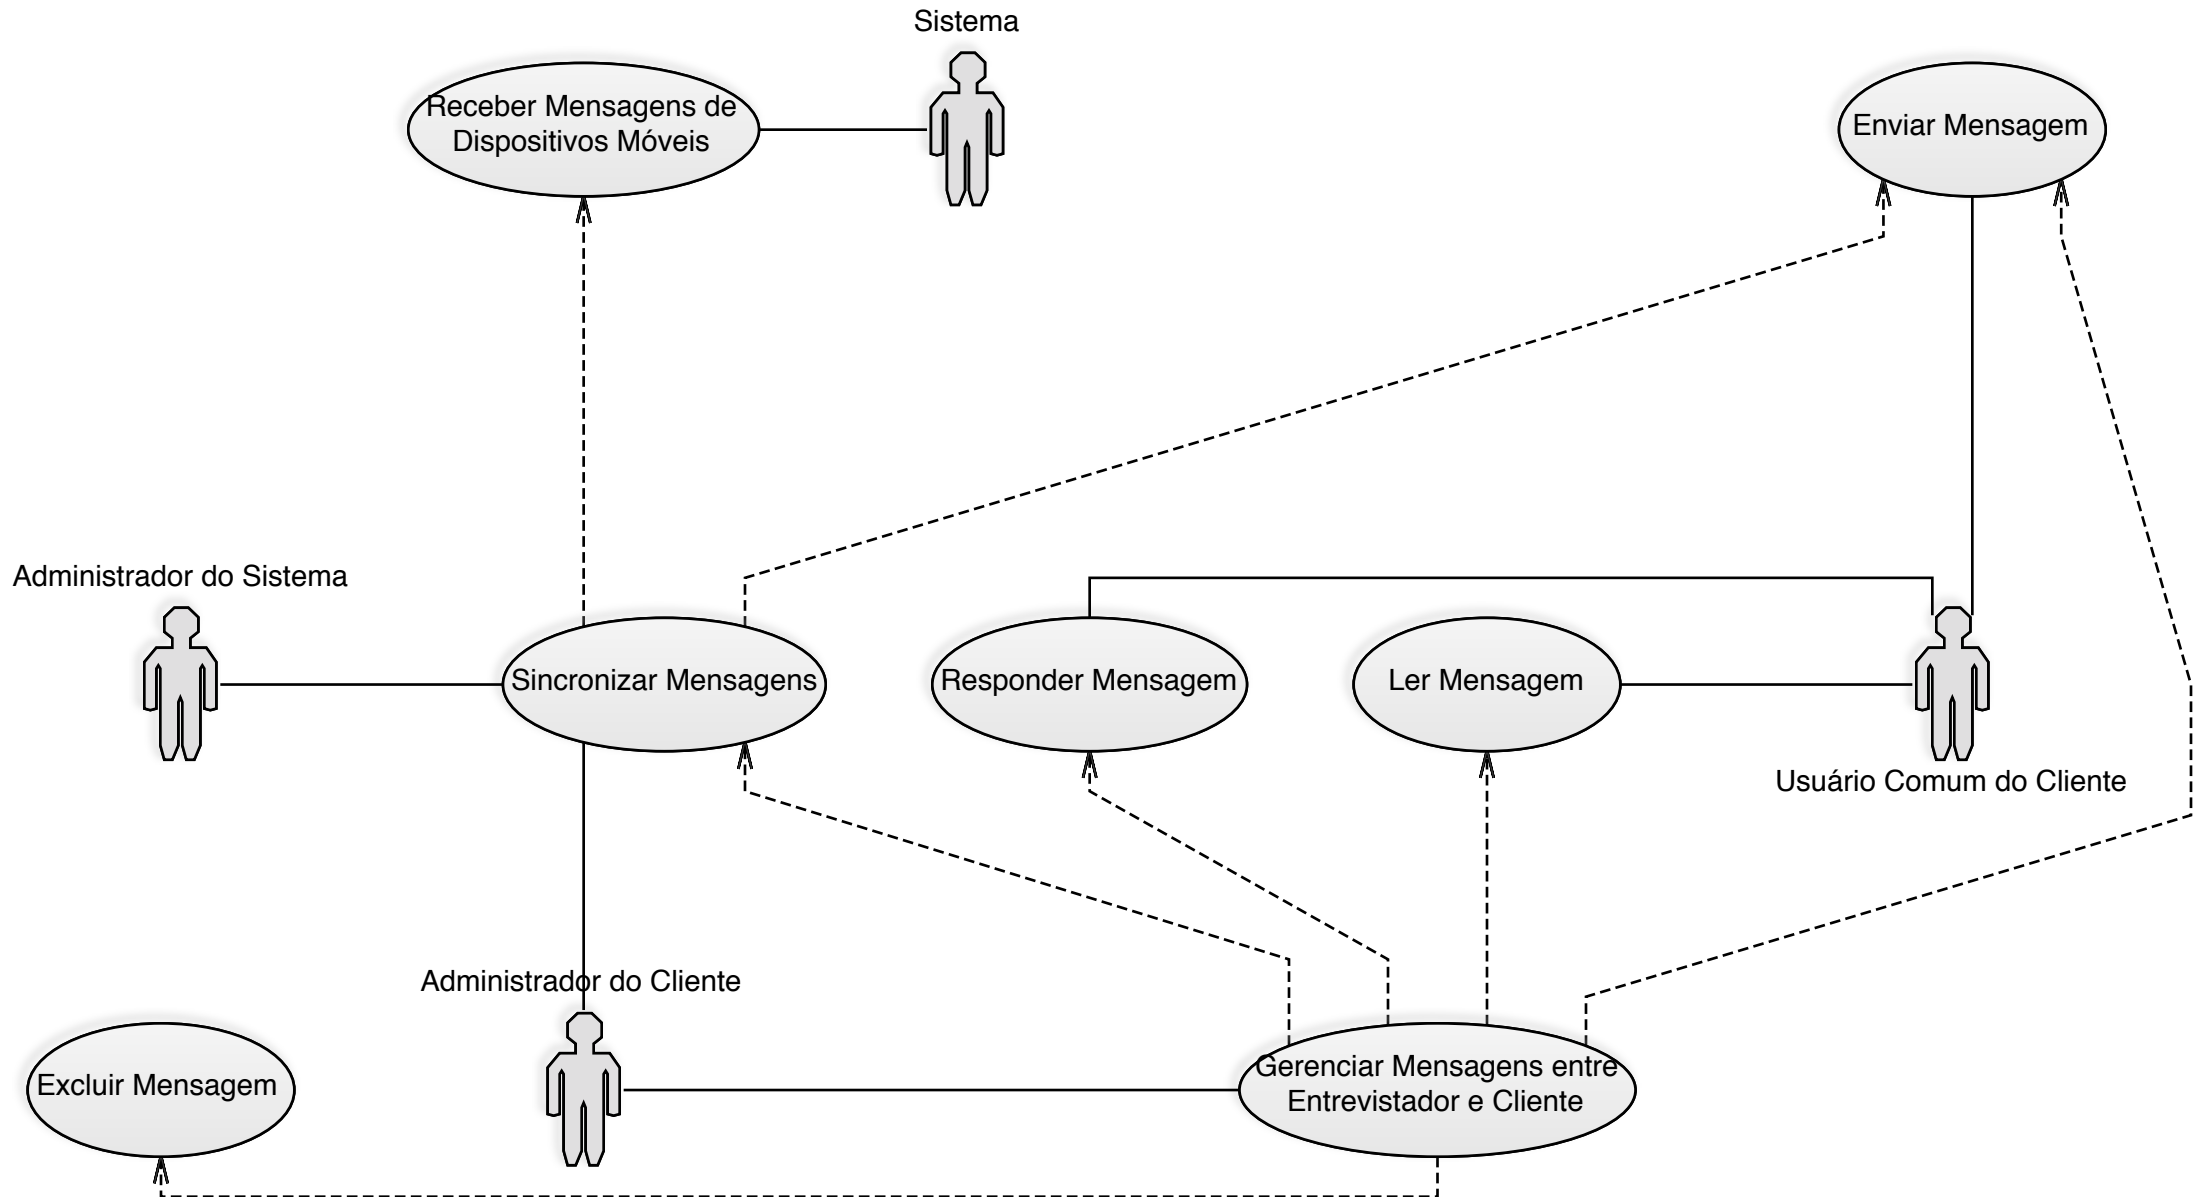 Sistema
Receber Mensagens de
Dispositivos Móveis
Enviar Mensagem
Administrador do Sistema
Sincronizar Mensagens
Responder Mensagem
Ler Mensagem
Usuário Comum do Cliente
Administrador do Cliente
Excluir Mensagem
Gerenciar Mensagens entre
Entrevistador e Cliente